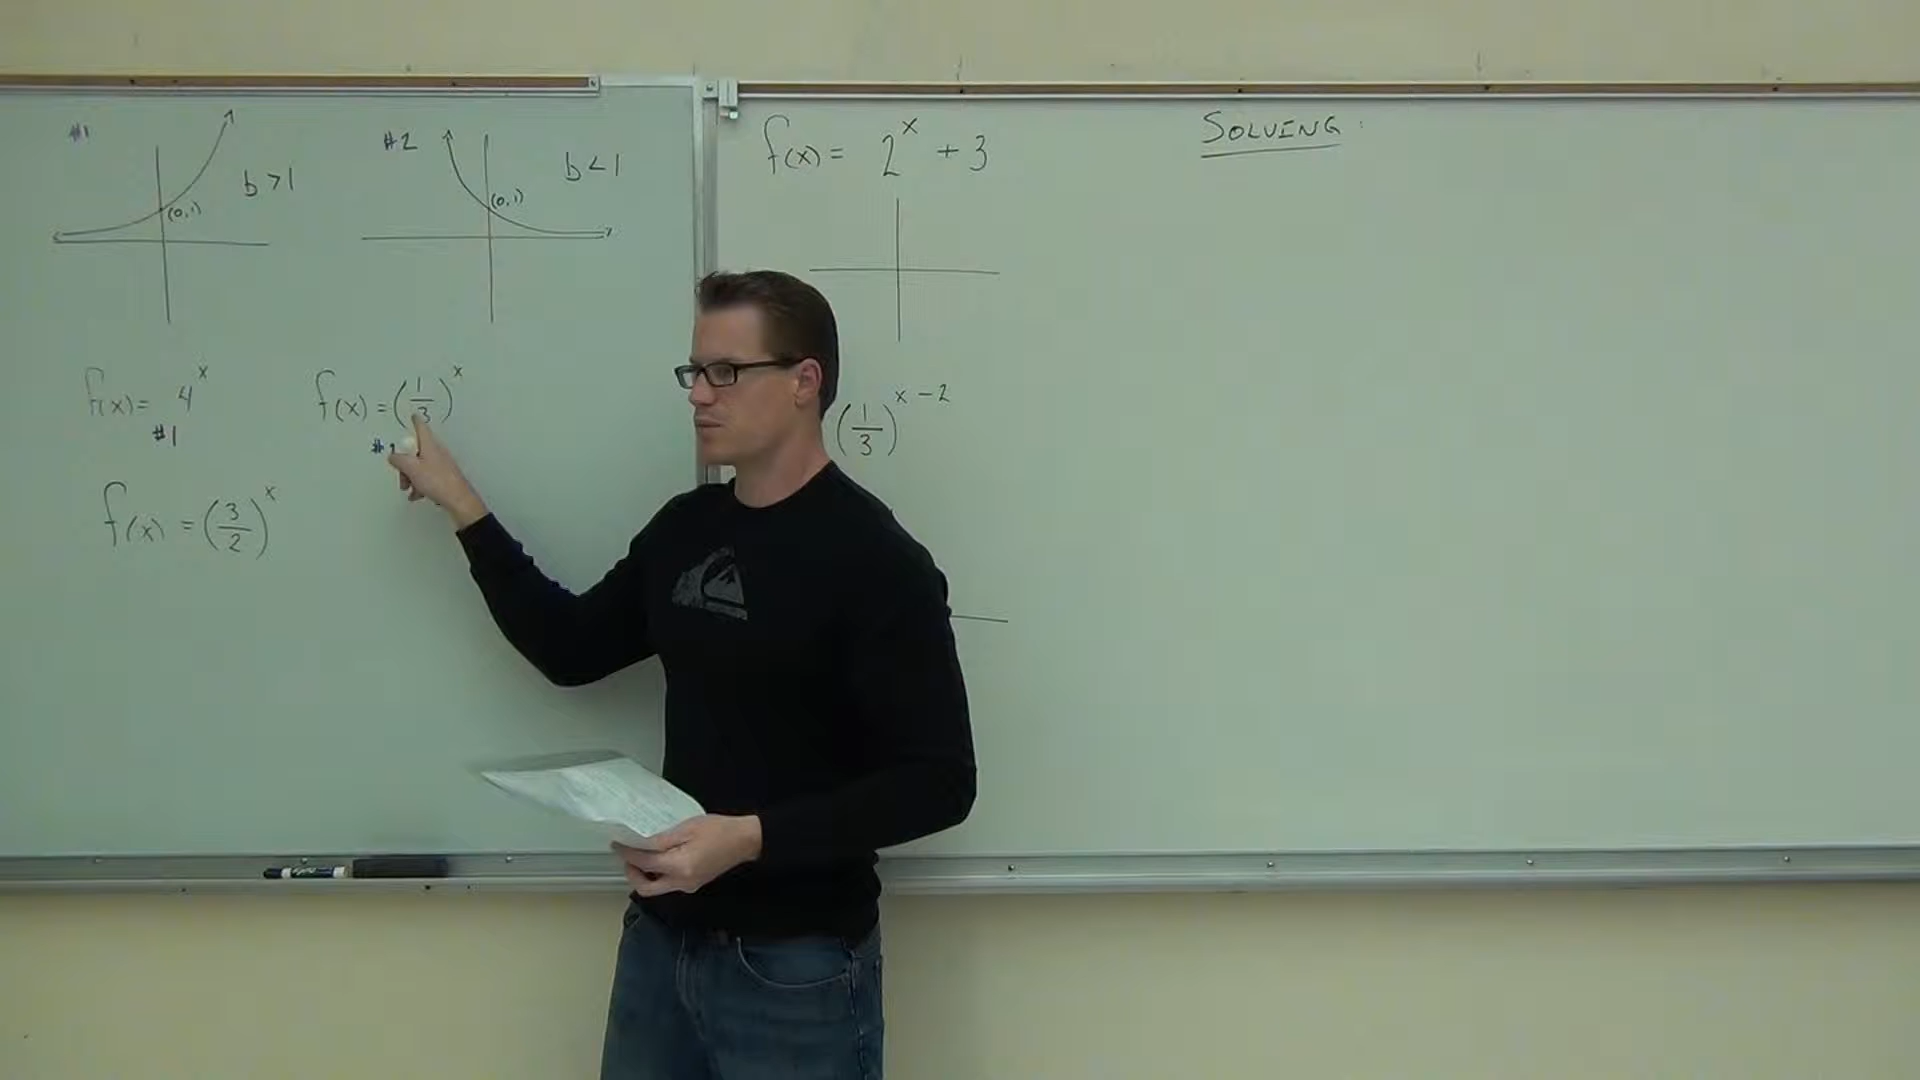 #1
b > 1
(0,1)
#2
b < 1
(0,1)
f(x) = 4^x
#1
f(x) = (1/3)^x
f(x) = (3/2)^x
f(x) = 2^x + 3
(1/3)^(x - 2)
SOLVING: